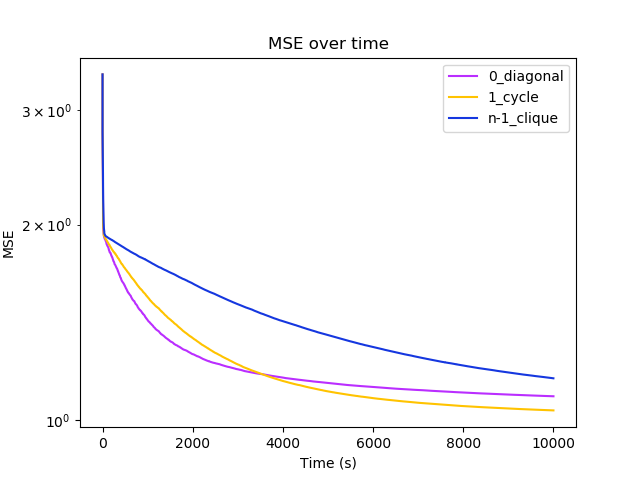 MSE over time
0_diagonal
1_cycle
n-1_clique
3 × 10⁰
2 × 10⁰
10⁰
MSE
0 2000 4000 6000 8000 10000
Time (s)